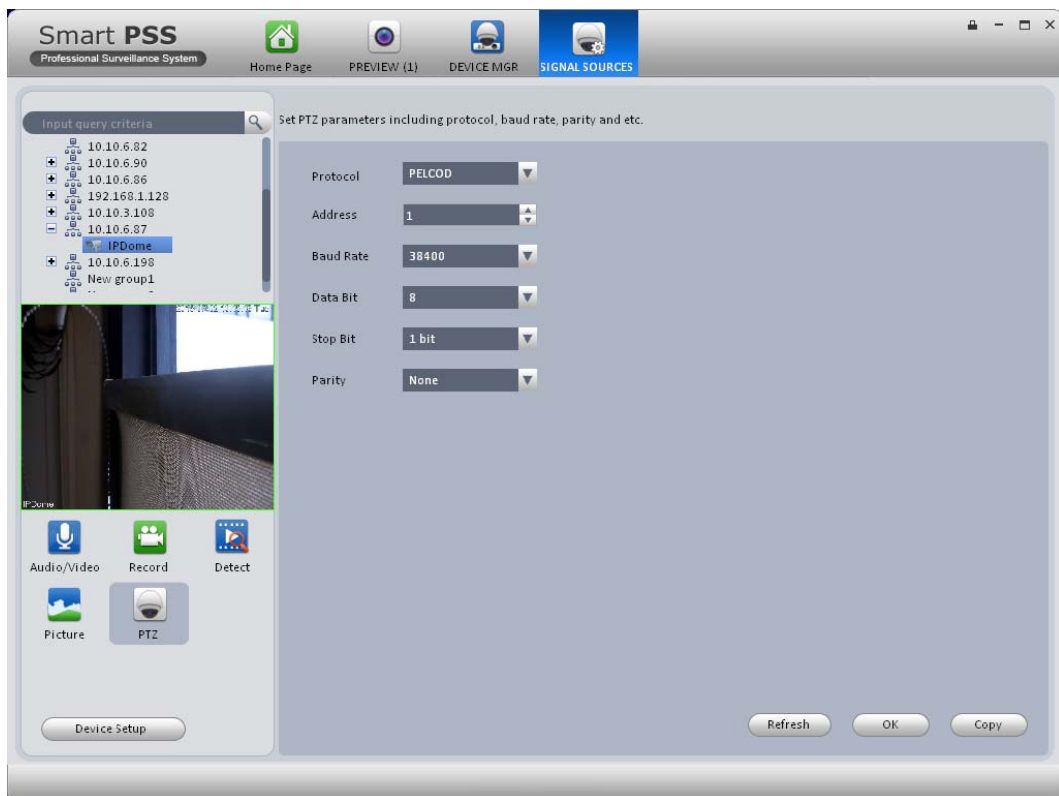 Smart PSS
Professional Surveillance System
Home Page
PREVIEW (1)
DEVICE MGR
SIGNAL SOURCES
Input query criteria
10.10.6.82
10.10.6.90
10.10.6.86
192.168.1.128
10.10.3.108
10.10.6.87
IPDome
10.10.6.198
New group1
IPDome
Audio/Video
Record
Detect
Picture
PTZ
Device Setup
Set PTZ parameters including protocol, baud rate, parity and etc.
Protocol PELCOD
Address 1
Baud Rate 38400
Data Bit 8
Stop Bit 1 bit
Parity None
Refresh
OK
Copy